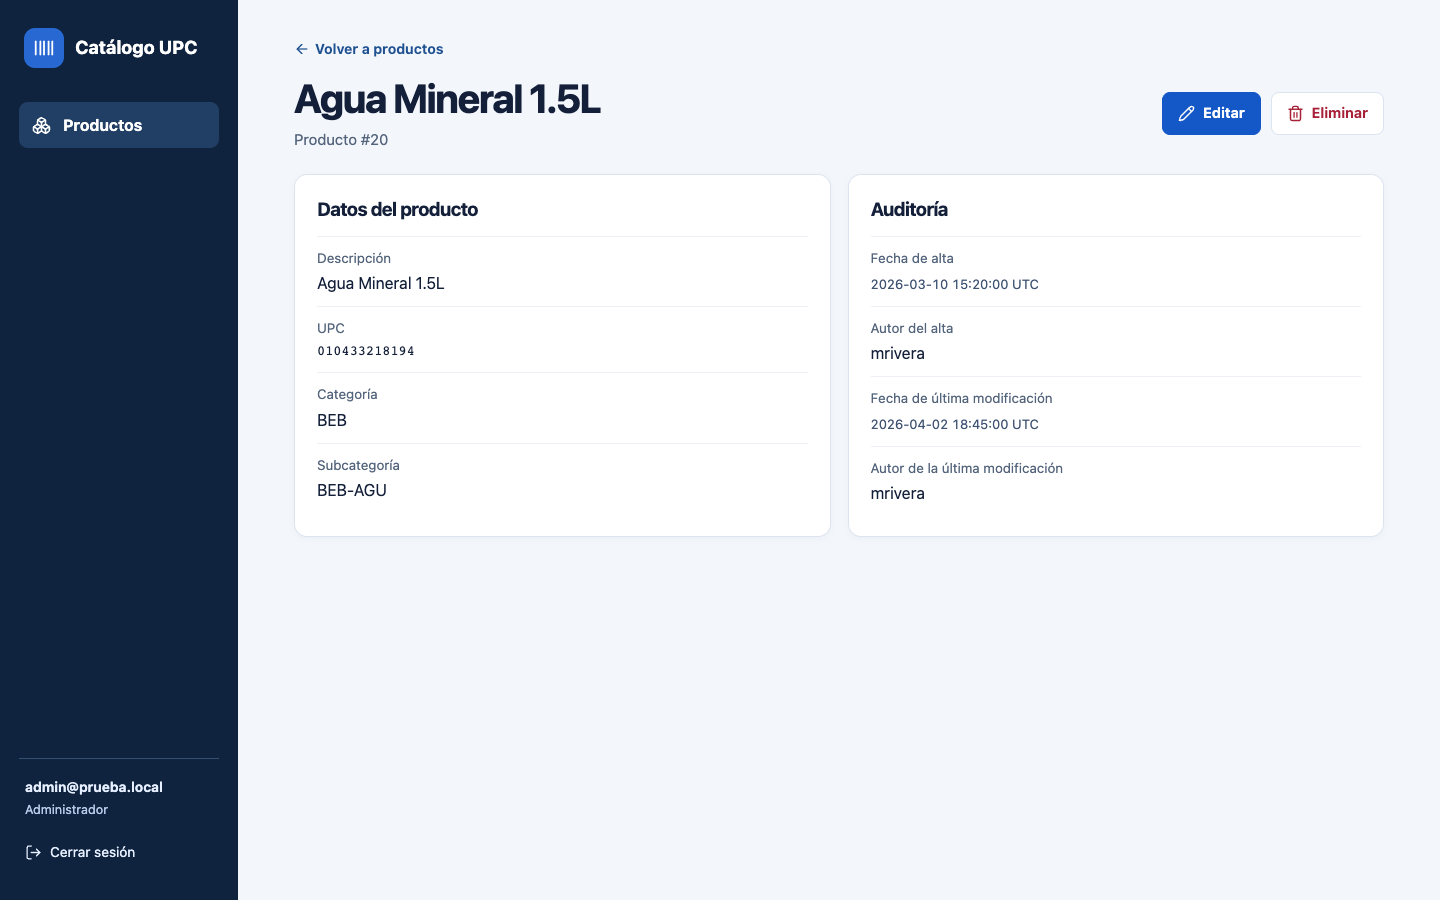 Catálogo UPC
Productos
admin@prueba.local
Administrador
Cerrar sesión
Volver a productos
Agua Mineral 1.5L
Producto #20
Editar
Eliminar
Datos del producto
Descripción
Agua Mineral 1.5L
UPC
010433218194
Categoría
BEB
Subcategoría
BEB-AGU
Auditoría
Fecha de alta
2026-03-10 15:20:00 UTC
Autor del alta
mrivera
Fecha de última modificación
2026-04-02 18:45:00 UTC
Autor de la última modificación
mrivera